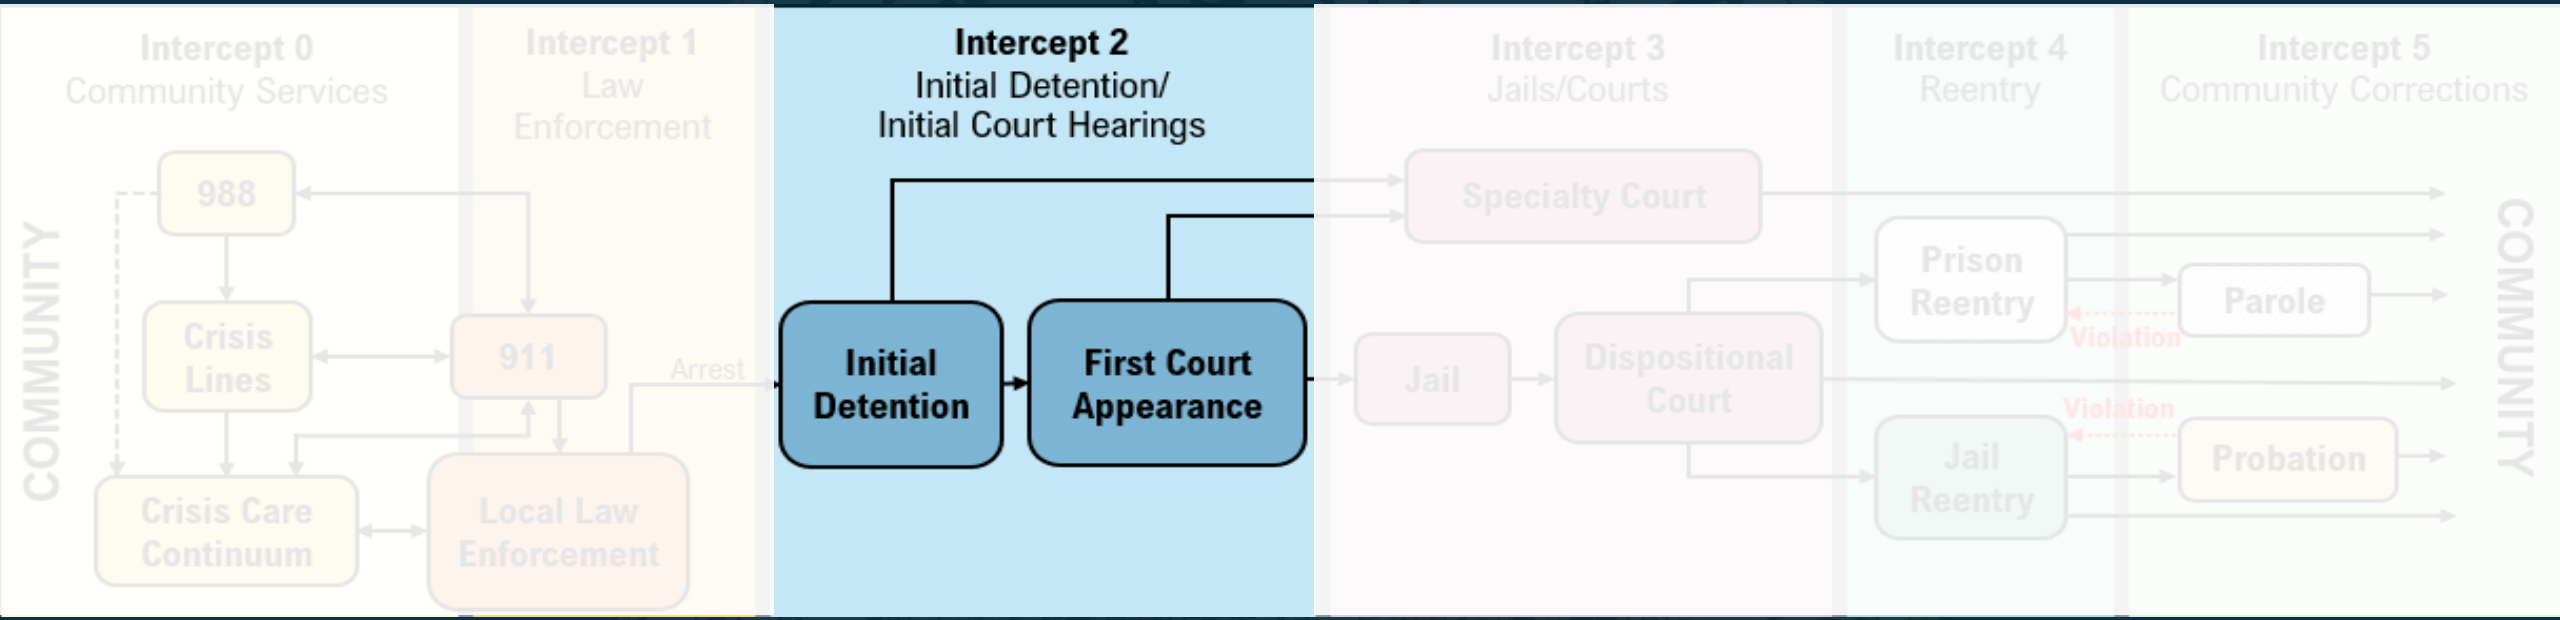 Intercept 0
Community Services
COMMUNITY
988
Crisis
Lines
Crisis Care
Continuum
Intercept 1
Law
Enforcement
911
Arrest
Local Law
Enforcement
Intercept 2
Initial Detention/
Initial Court Hearings
Initial
Detention
First Court
Appearance
Intercept 3
Jails/Courts
Specialty Court
Jail
Dispositional
Court
Intercept 4
Reentry
Prison
Reentry
Jail
Reentry
Intercept 5
Community Corrections
Parole
Violation
Violation
Probation
COMMUNITY